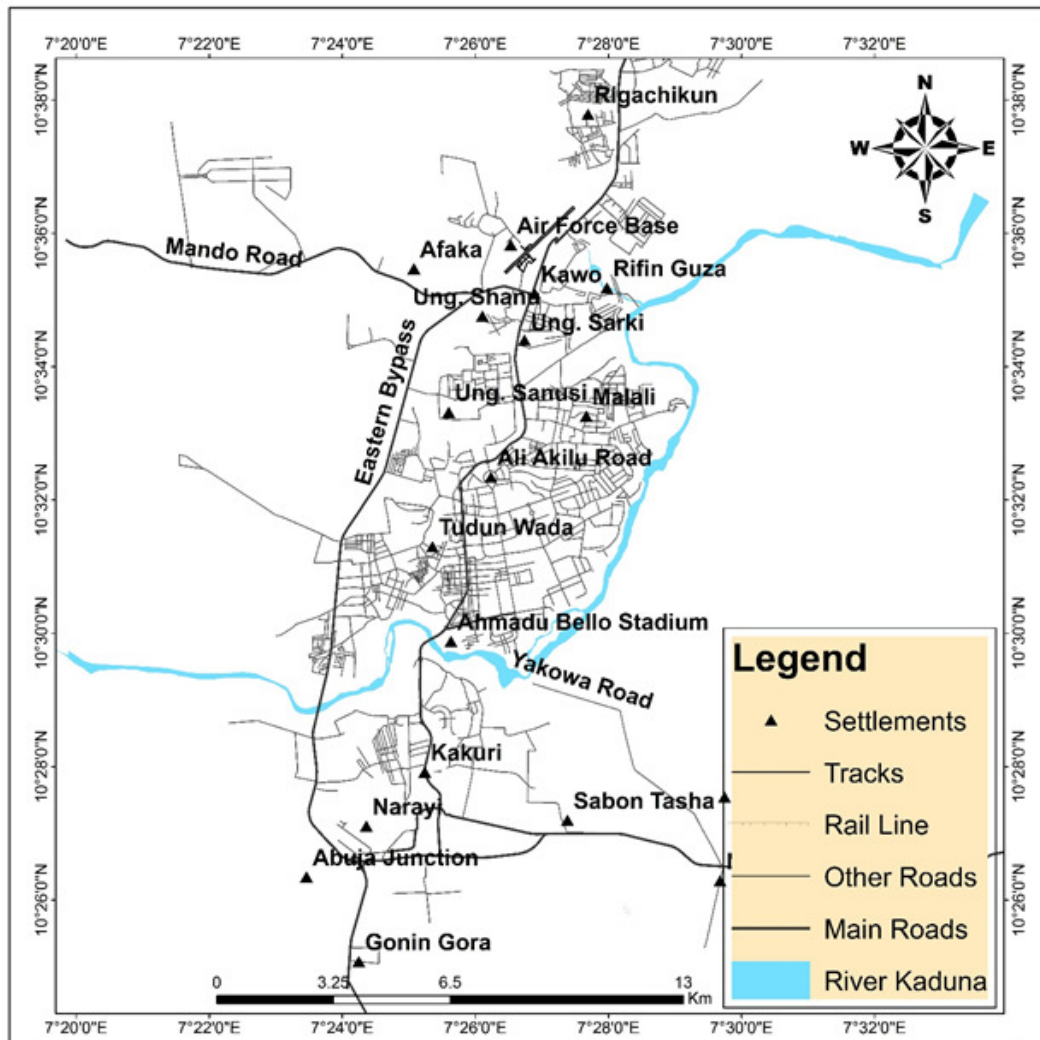 7°20'0"E 7°22'0"E 7°24'0"E 7°26'0"E 7°28'0"E 7°30'0"E 7°32'0"E
10°38'0"N 10°38'0"N
Rigachikun
N
W E
S
10°36'0"N 10°36'0"N
Air Force Base
Mando Road
Afaka
Kawo
Rifin Guza
Ung. Shanu
Ung. Sarki
10°34'0"N 10°34'0"N
Eastern Bypass
Ung. Sanusi
Malali
Ali Akilu Road
10°32'0"N 10°32'0"N
Tudun Wada
10°30'0"N 10°30'0"N
Ahmadu Bello Stadium
Yakowa Road
10°28'0"N 10°28'0"N
Kakuri
Sabon Tasha
Narayi
Abuja Junction
10°26'0"N 10°26'0"N
Gonin Gora
0 3.25 6.5 13
Km
Legend
Settlements
Tracks
Rail Line
Other Roads
Main Roads
River Kaduna
7°20'0"E 7°22'0"E 7°24'0"E 7°26'0"E 7°28'0"E 7°30'0"E 7°32'0"E